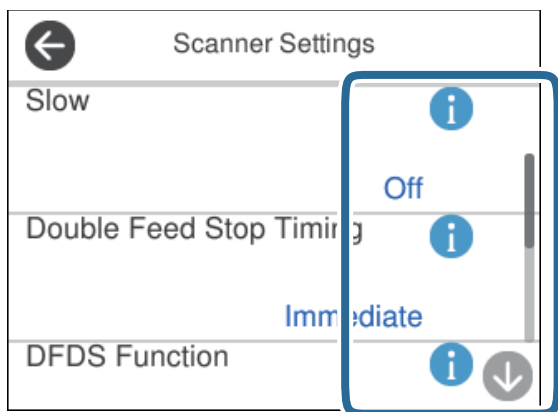 Scanner Settings
Slow
i
Off
Double Feed Stop Timing
i
Immediate
DFDS Function
i